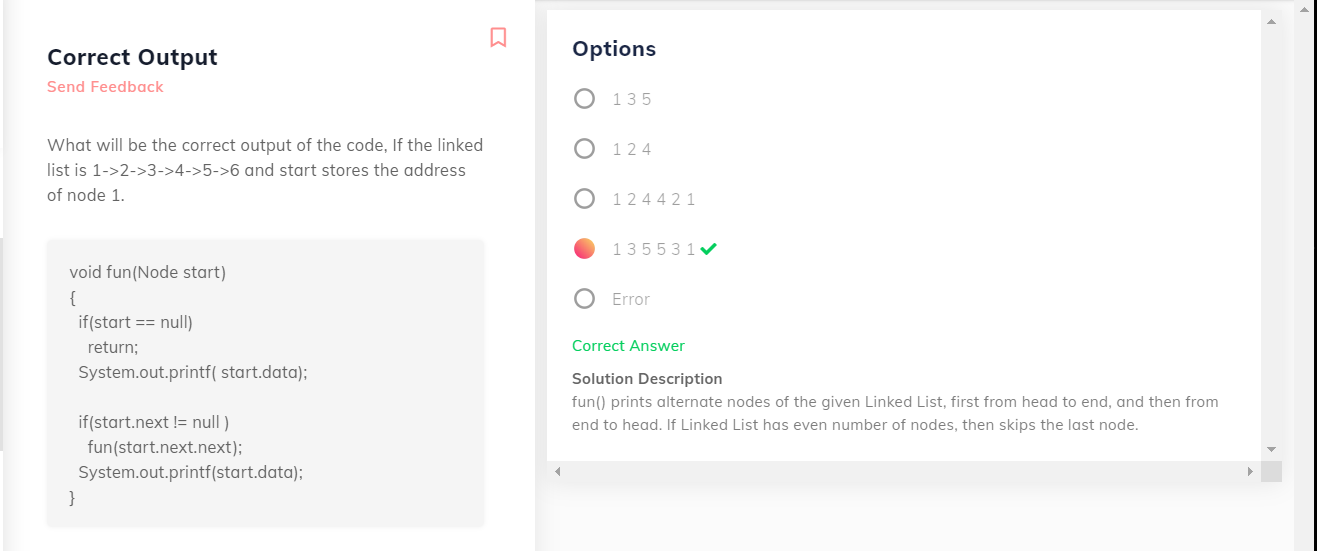 Correct Output
Send Feedback
What will be the correct output of the code, If the linked
list is 1->2->3->4->5->6 and start stores the address
of node 1.
void fun(Node start)
{
if(start == null)
return;
System.out.printf( start.data);
if(start.next != null )
fun(start.next.next);
System.out.printf(start.data);
}
Options
1 3 5
1 2 4
1 2 4 4 2 1
1 3 5 5 3 1
Error
Correct Answer
Solution Description
fun() prints alternate nodes of the given Linked List, first from head to end, and then from
end to head. If Linked List has even number of nodes, then skips the last node.